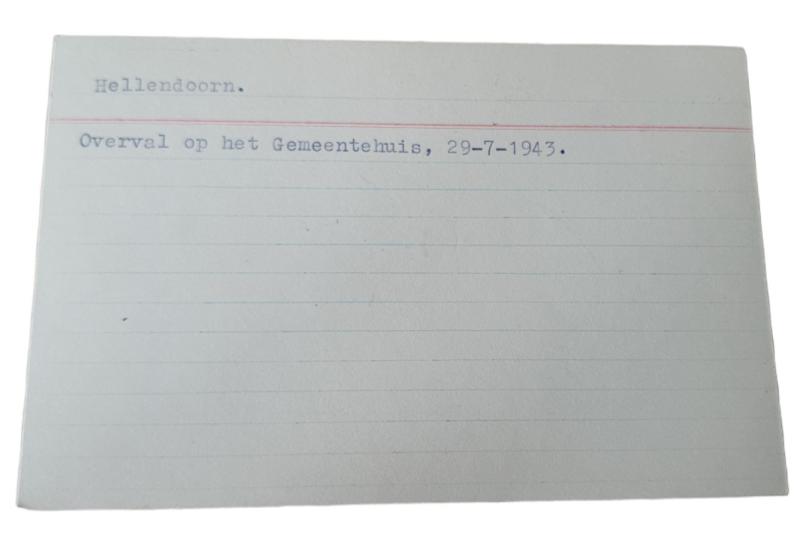 Hellendoorn.
Overval op het Gemeentehuis, 29-7-1943.